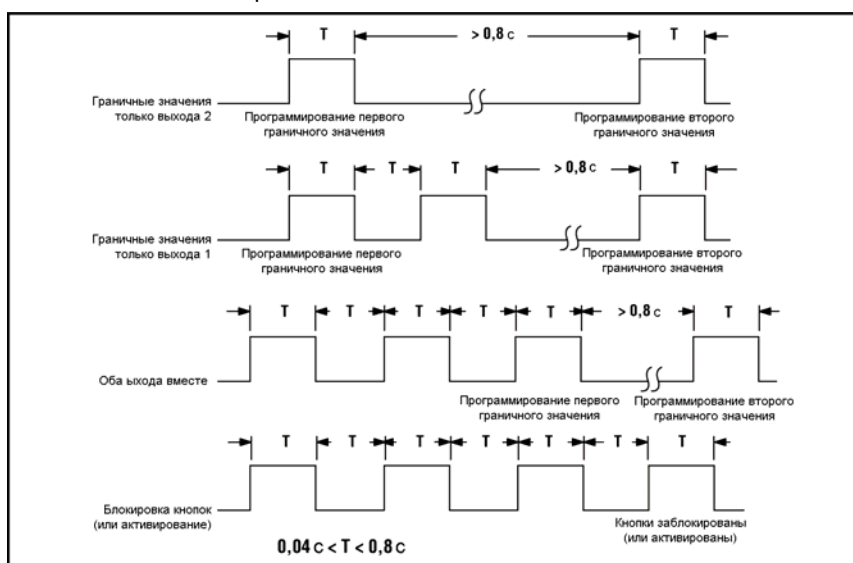 T > 0,8 с T
Граничные значения
только выхода 2
Программирование первого
граничного значения
Программирование второго
граничного значения
T T T > 0,8 с T
Граничные значения
только выхода 1
Программирование первого
граничного значения
Программирование второго
граничного значения
T T T T T > 0,8 с T
Оба ыхода вместе
Программирование первого
граничного значения
Программирование второго
граничного значения
T T T T T T T
Блокировка кнопок
(или активирование)
Кнопки заблокированы
(или активированы)
0,04 с < T < 0,8 с